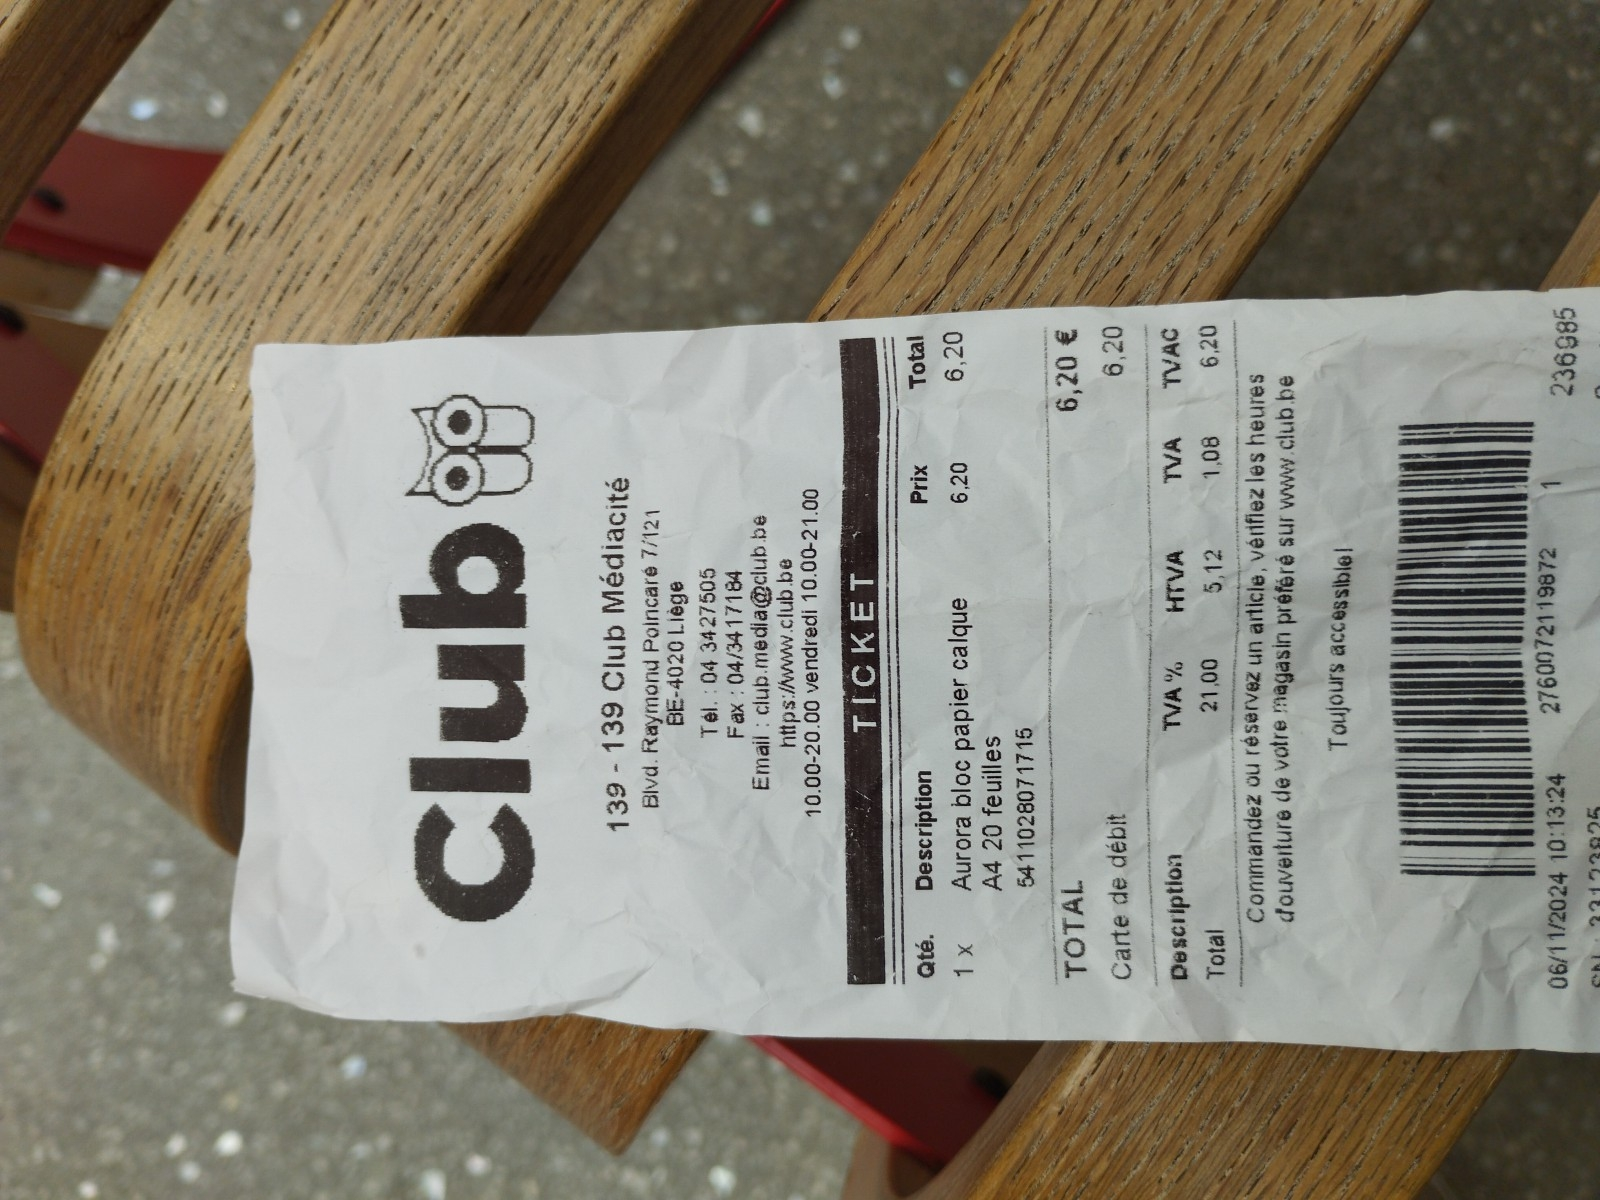 Club
139 - 139 Club Médiacité
Blvd. Raymond Poincaré 7/121
BE-4020 Liège
Tél. : 04 3427505
Fax : 04/3417184
Email : club.media@club.be
https://www.club.be
10.00-20.00 vendredi 10.00-21.00
TICKET
Qté. Description Prix Total
1 x Aurora bloc papier calque 6,20 6,20
A4 20 feuilles
5411028071715
TOTAL 6,20 €
Carte de débit 6,20
Description TVA % HTVA TVA TVAC
Total 21,00 5,12 1,08 6,20
Commandez ou réservez un article, vérifiez les heures
d'ouverture de votre magasin préféré sur www.club.be
Toujours accessible!
06/11/2024 10:13:24 2760072119872 1 236985